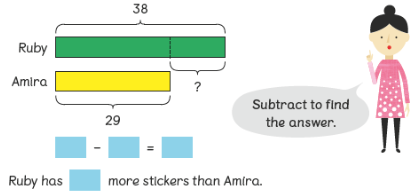 38
Ruby
Amira
?
29
Subtract to find
the answer.
– =
Ruby has more stickers than Amira.